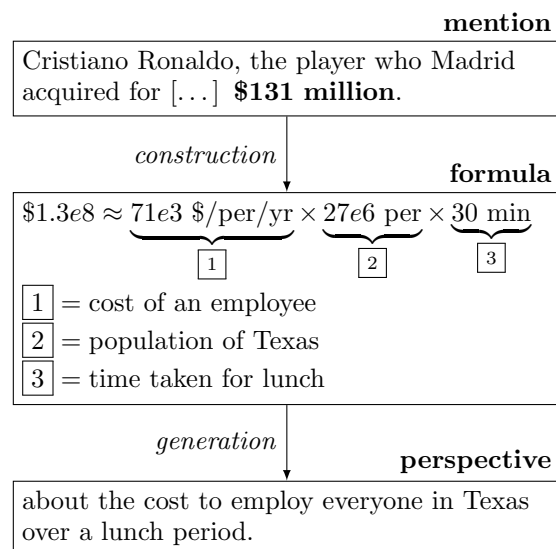 mention
Cristiano Ronaldo, the player who Madrid
acquired for [...] $131 million.
construction
formula
$1.3e8 ≈ 71e3 $/per/yr × 27e6 per × 30 min
1 2 3
1 = cost of an employee
2 = population of Texas
3 = time taken for lunch
generation
perspective
about the cost to employ everyone in Texas
over a lunch period.